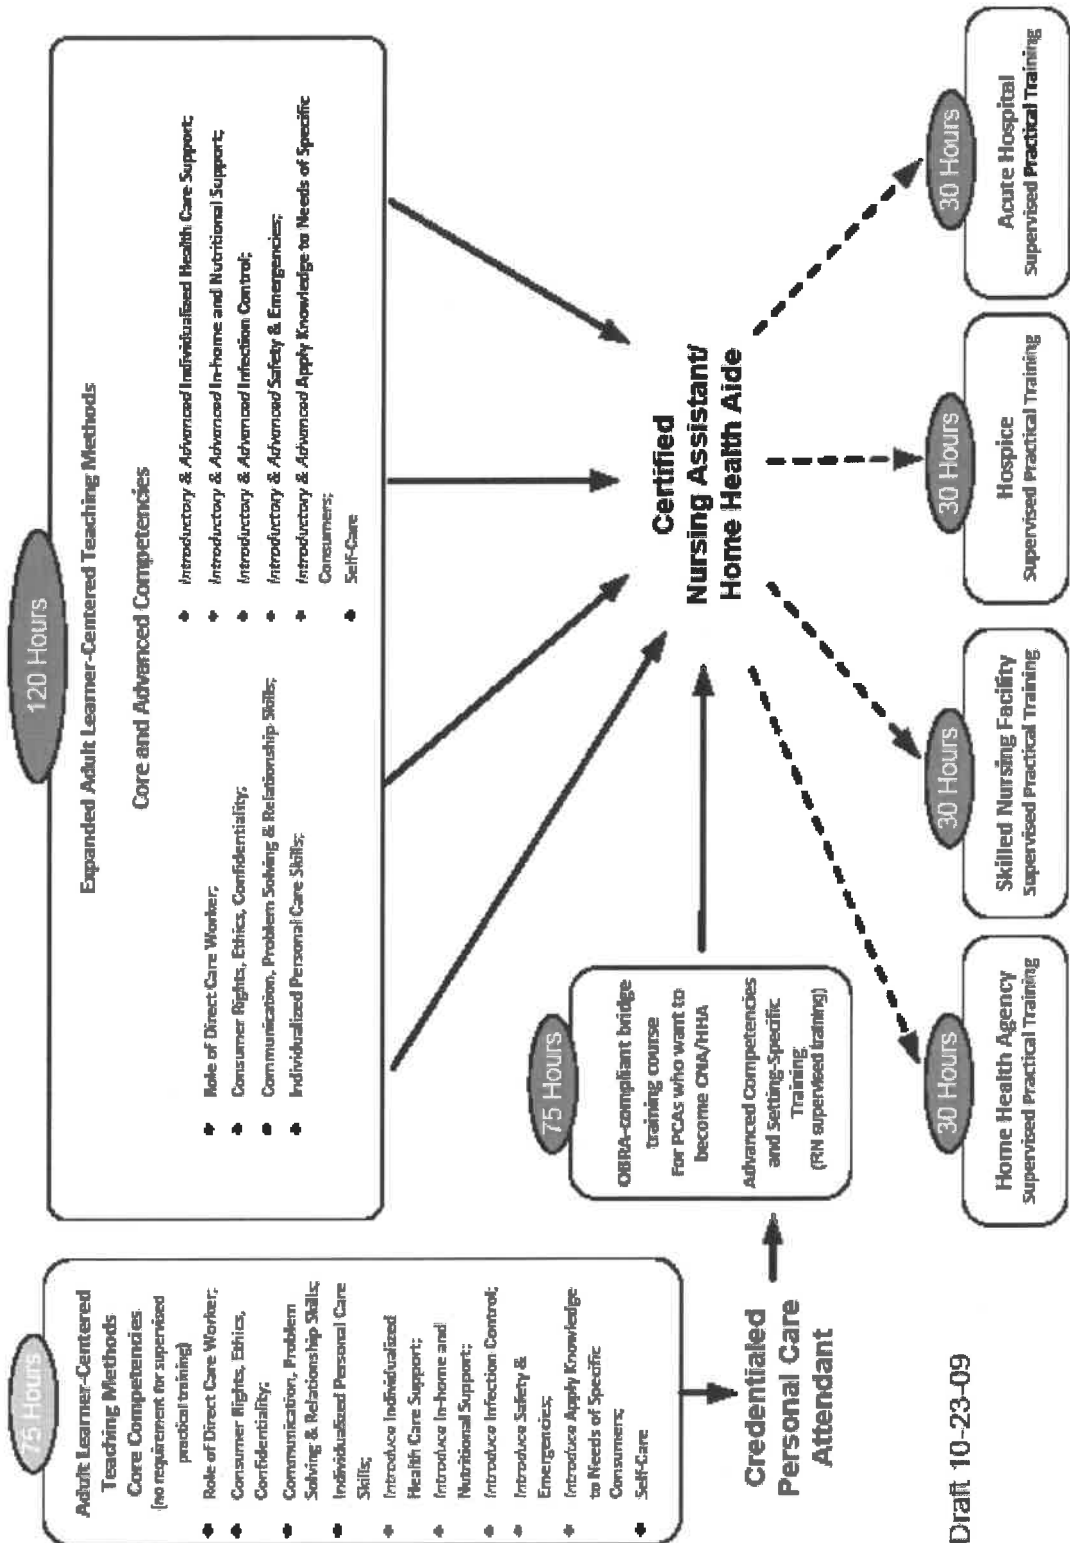 75 Hours
Adult Learner-Centered
Teaching Methods
Core Competencies
(no requirement for supervised
practical training)
Role of Direct Care Worker;
Consumer Rights, Ethics,
Confidentiality;
Communication, Problem
Solving & Relationship Skills;
Individualized Personal Care
Skills;
Introduce Individualized
Health Care Support;
Introduce In-home and
Nutritional Support;
Introduce Infection Control;
Introduce Safety &
Emergencies;
Introduce Apply Knowledge
to Needs of Specific
Consumers;
Self-Care
Credentialed
Personal Care
Attendant
120 Hours
Expanded Adult Learner-Centered Teaching Methods
Core and Advanced Competencies
Role of Direct Care Worker;
Consumer Rights, Ethics, Confidentiality;
Communication, Problem Solving & Relationship Skills;
Individualized Personal Care Skills;
Introductory & Advanced Individualized Health Care Support;
Introductory & Advanced In-home and Nutritional Support;
Introductory & Advanced Infection Control;
Introductory & Advanced Safety & Emergencies;
Introductory & Advanced Apply Knowledge to Needs of Specific
Consumers;
Self-Care
75 Hours
OBRA-compliant bridge
training course
For PCAs who want to
become CNA/HHA
Advanced Competencies
and Setting-Specific
Training
(RN supervised training)
Certified
Nursing Assistant/
Home Health Aide
30 Hours
Home Health Agency
Supervised Practical Training
30 Hours
Skilled Nursing Facility
Supervised Practical Training
30 Hours
Hospice
Supervised Practical Training
30 Hours
Acute Hospital
Supervised Practical Training
Draft 10-23-09